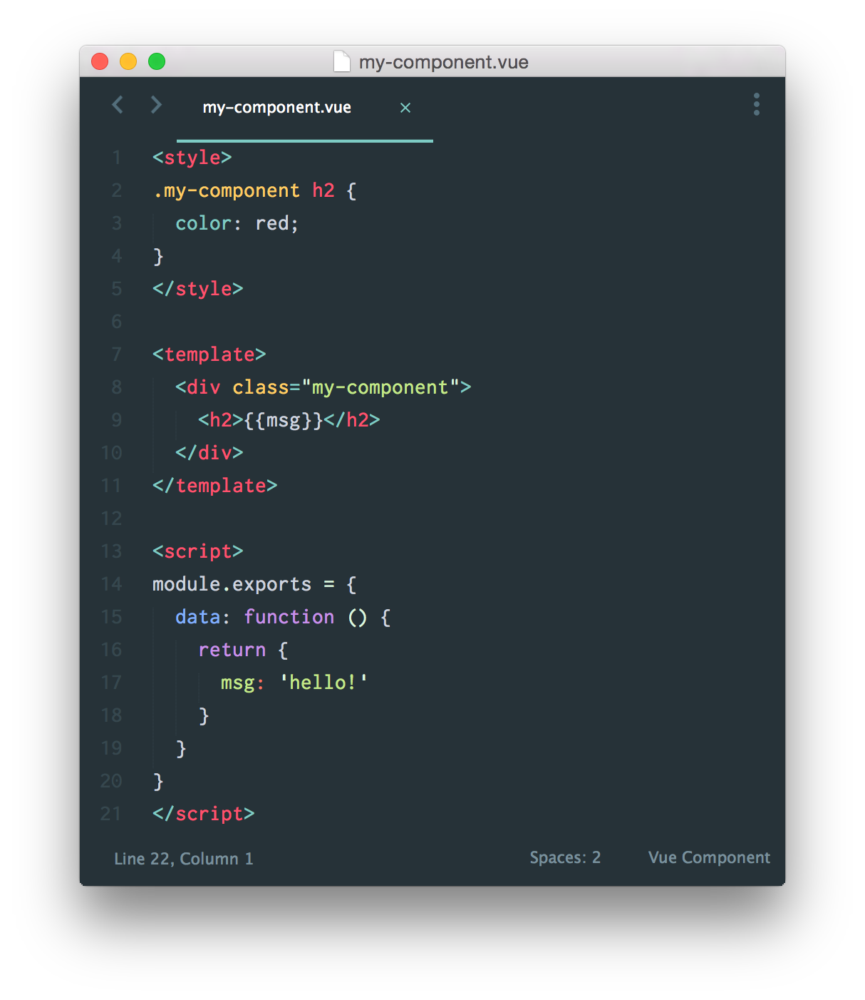 my-component.vue
my-component.vue ×
1 <style>
2 .my-component h2 {
3   color: red;
4 }
5 </style>
6
7 <template>
8   <div class="my-component">
9     <h2>{{msg}}</h2>
10   </div>
11 </template>
12
13 <script>
14 module.exports = {
15   data: function () {
16     return {
17       msg: 'hello!'
18     }
19   }
20 }
21 </script>
Line 22, Column 1 Spaces: 2 Vue Component